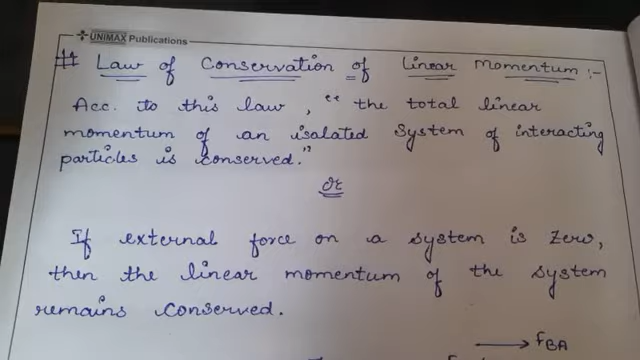 UNIMAX Publications
# Law of Conservation of linear momentum :-
Acc. to this law, "the total linear
momentum of an isolated system of interacting
particles is conserved."
or
If external force on a system is zero,
then the linear momentum of the system
remains conserved.
→ FBA